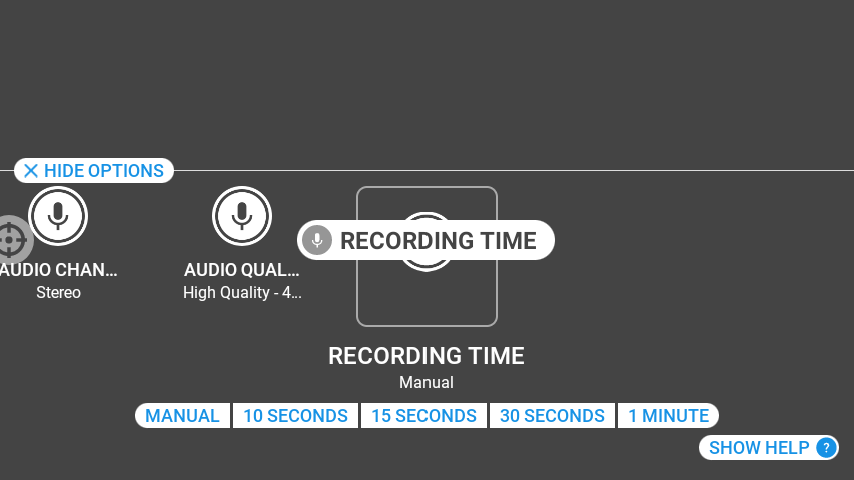 HIDE OPTIONS
AUDIO CHAN...
Stereo
AUDIO QUAL...
High Quality - 4...
RECORDING TIME
RECORDING TIME
Manual
MANUAL
10 SECONDS
15 SECONDS
30 SECONDS
1 MINUTE
SHOW HELP ?